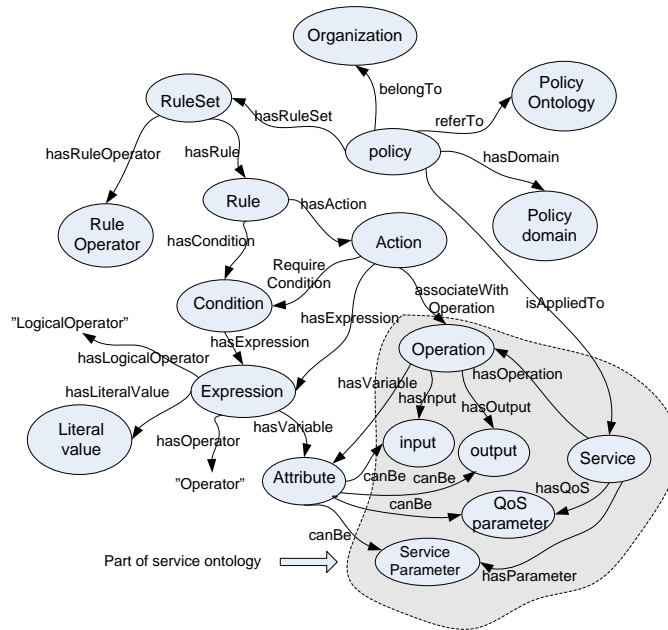 Organization
belongTo
Policy
Ontology
RuleSet
hasRuleSet
referTo
policy
hasDomain
hasRuleOperator
hasRule
Policy
domain
Rule
hasAction
Rule
Operator
Action
hasCondition
Require
Condition
associateWith
Operation
Condition
isAppliedTo
"LogicalOperator"
hasExpression
hasExpression
hasLogicalOperator
Operation
hasOperation
hasVariable
hasLiteralValue
Expression
hasInput
hasOutput
Literal
value
hasOperator
hasVariable
input
output
Service
"Operator"
Attribute
canBe
canBe
hasQoS
canBe
QoS
parameter
canBe
Part of service ontology
Service
Parameter
hasParameter